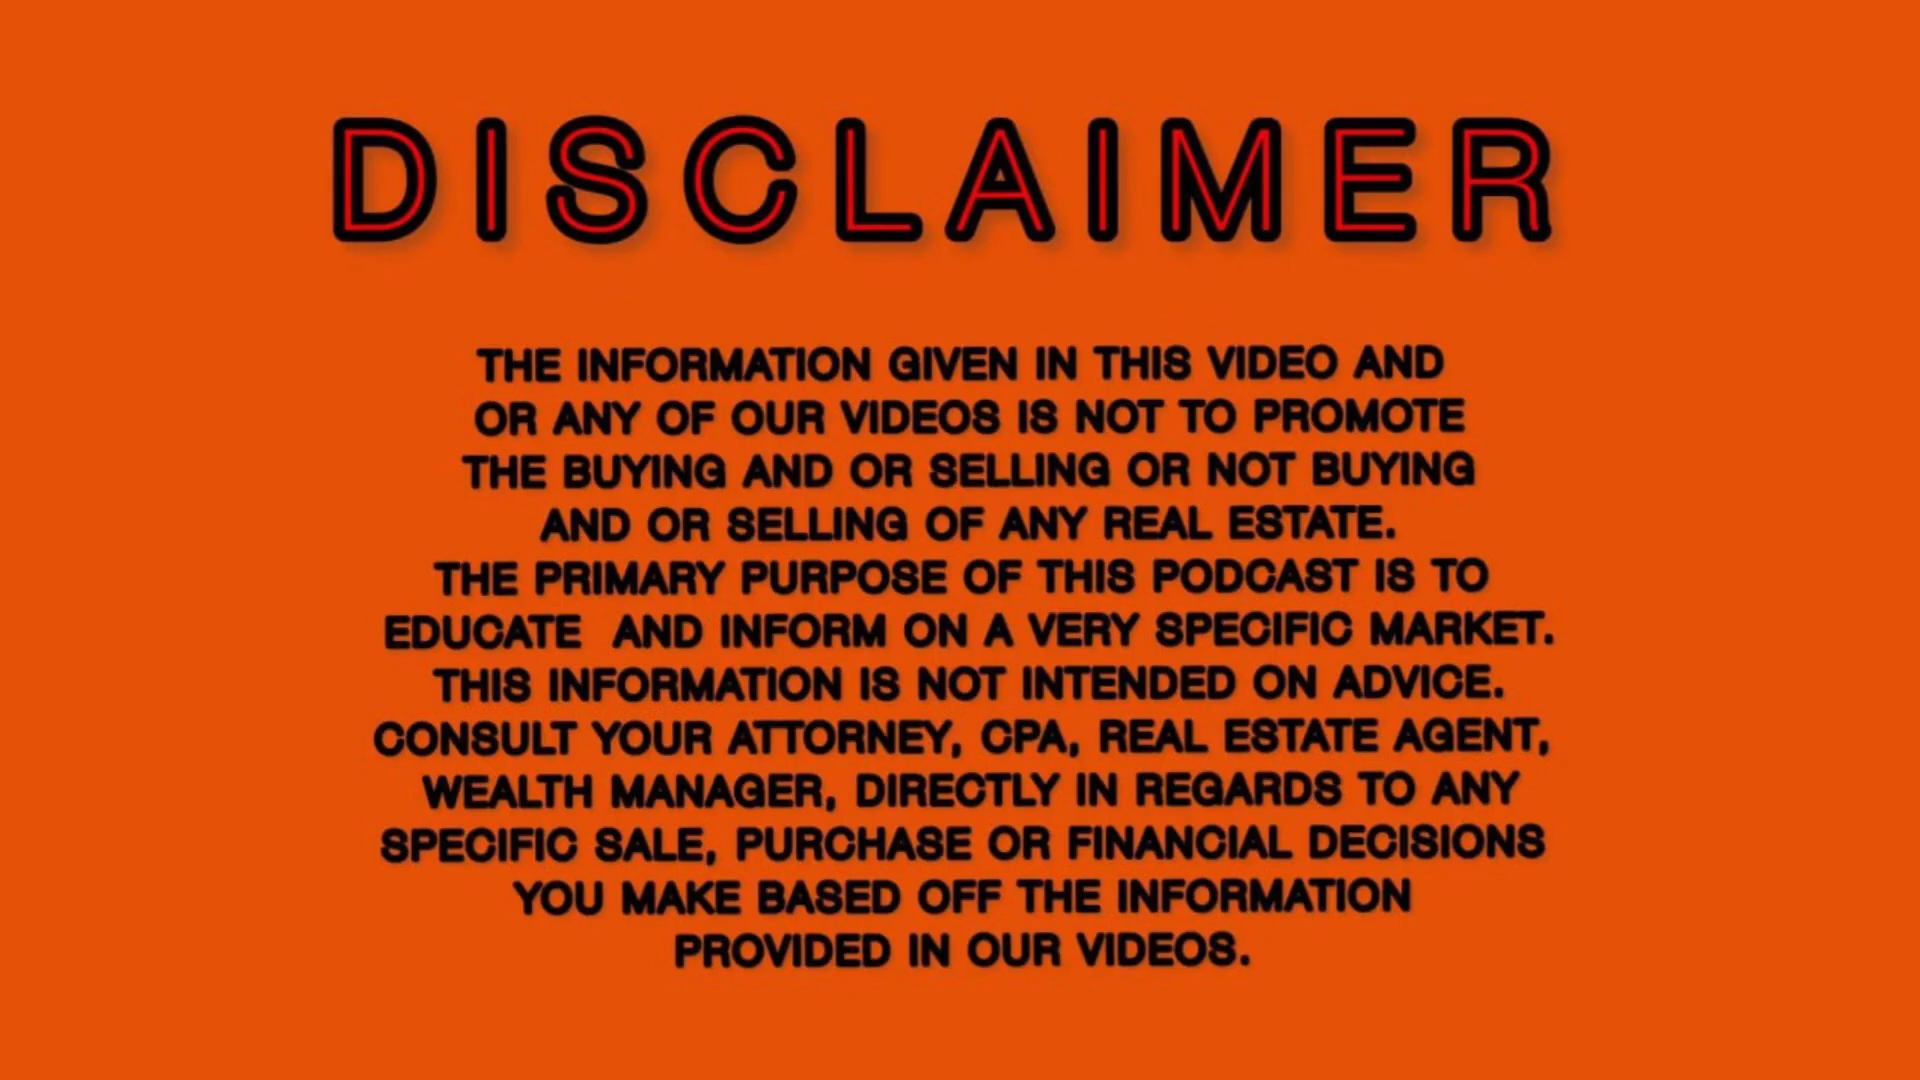 DISCLAIMER
THE INFORMATION GIVEN IN THIS VIDEO AND
OR ANY OF OUR VIDEOS IS NOT TO PROMOTE
THE BUYING AND OR SELLING OR NOT BUYING
AND OR SELLING OF ANY REAL ESTATE.
THE PRIMARY PURPOSE OF THIS PODCAST IS TO
EDUCATE  AND INFORM ON A VERY SPECIFIC MARKET.
THIS INFORMATION IS NOT INTENDED ON ADVICE.
CONSULT YOUR ATTORNEY, CPA, REAL ESTATE AGENT,
WEALTH MANAGER, DIRECTLY IN REGARDS TO ANY
SPECIFIC SALE, PURCHASE OR FINANCIAL DECISIONS
YOU MAKE BASED OFF THE INFORMATION
PROVIDED IN OUR VIDEOS.